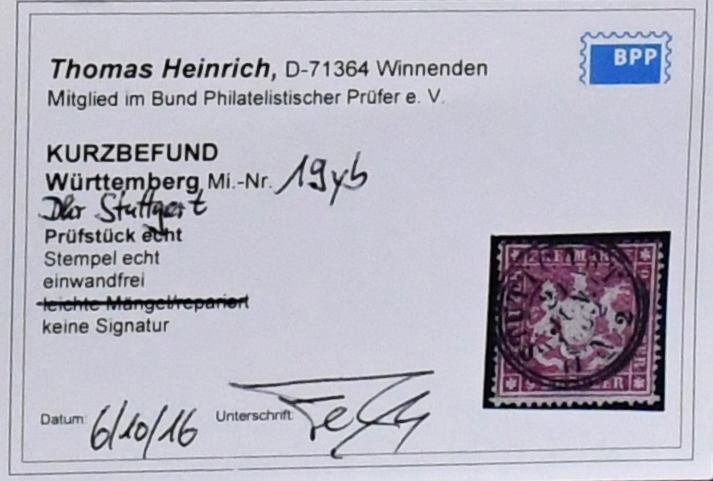 Thomas Heinrich, D-71364 Winnenden
BPP
Mitglied im Bund Philatelistischer Prüfer e. V.
KURZBEFUND
Württemberg Mi.-Nr. 19yb
Dkr Stuttgart
Prüfstück echt
Stempel echt
einwandfrei
leichte Mängel/repariert
keine Signatur
Datum: 6/10/16 Unterschrift:
FREIMARKE